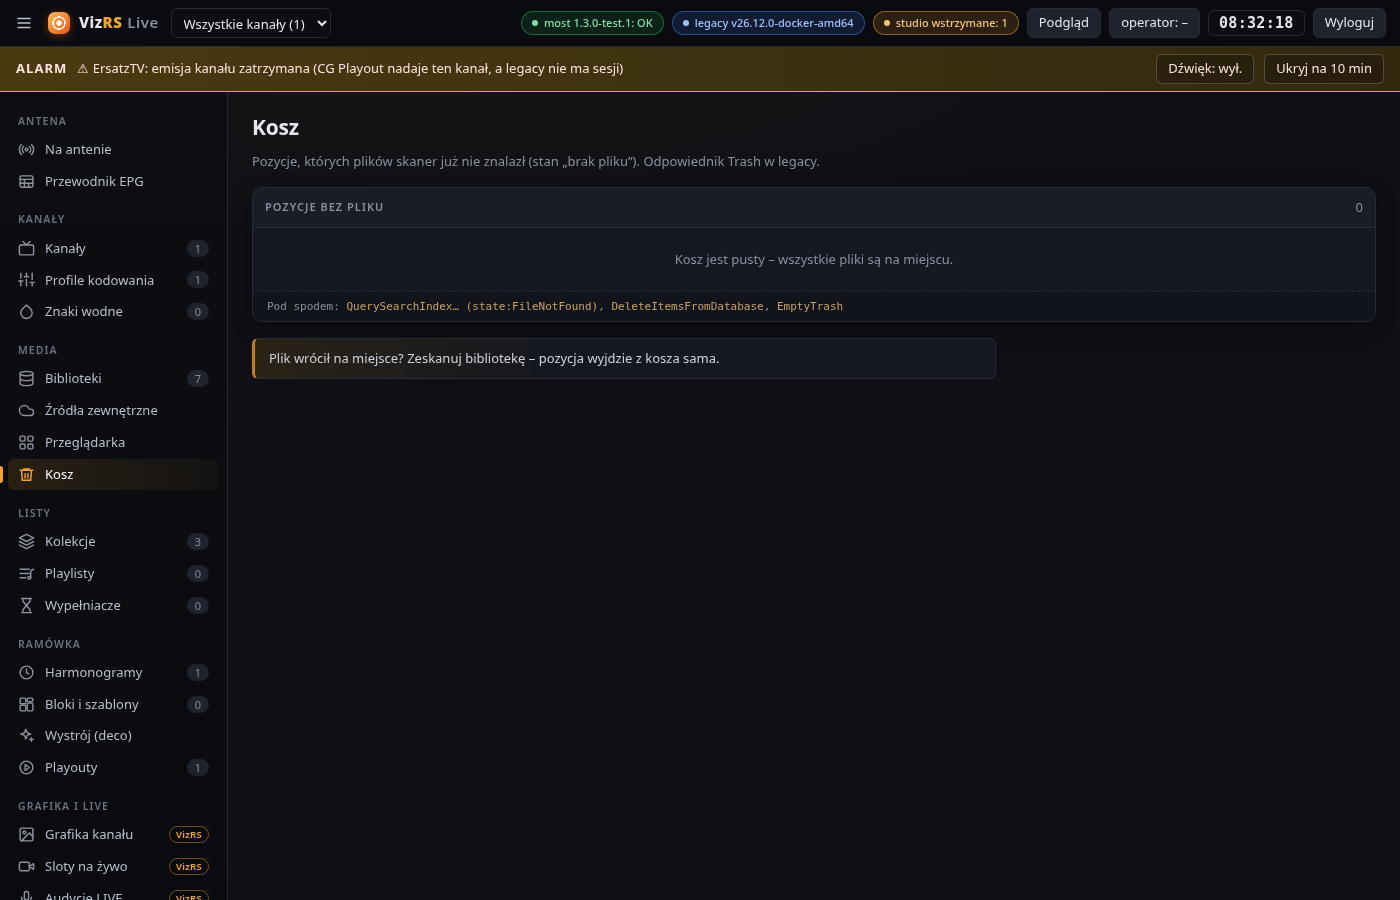 VizRS Live
Wszystkie kanały (1)
most 1.3.0-test.1: OK
legacy v26.12.0-docker-amd64
studio wstrzymane: 1
Podgląd
operator: –
08:32:18
Wyloguj
ALARM ⚠ ErsatzTV: emisja kanału zatrzymana (CG Playout nadaje ten kanał, a legacy nie ma sesji)
Dźwięk: wył.
Ukryj na 10 min
ANTENA
Na antenie
Przewodnik EPG
KANAŁY
Kanały 1
Profile kodowania 1
Znaki wodne 0
MEDIA
Biblioteki 7
Źródła zewnętrzne
Przeglądarka
Kosz
LISTY
Kolekcje 3
Playlisty 0
Wypełniacze 0
RAMÓWKA
Harmonogramy 1
Bloki i szablony 0
Wystrój (deco)
Playouty 1
GRAFIKA I LIVE
Grafika kanału VizRS
Sloty na żywo VizRS
Audycje LIVE VizRS
Kosz
Pozycje, których plików skaner już nie znalazł (stan „brak pliku”). Odpowiednik Trash w legacy.
POZYCJE BEZ PLIKU 0
Kosz jest pusty – wszystkie pliki są na miejscu.
Pod spodem: QuerySearchIndex… (state:FileNotFound), DeleteItemsFromDatabase, EmptyTrash
Plik wrócił na miejsce? Zeskanuj bibliotekę – pozycja wyjdzie z kosza sama.